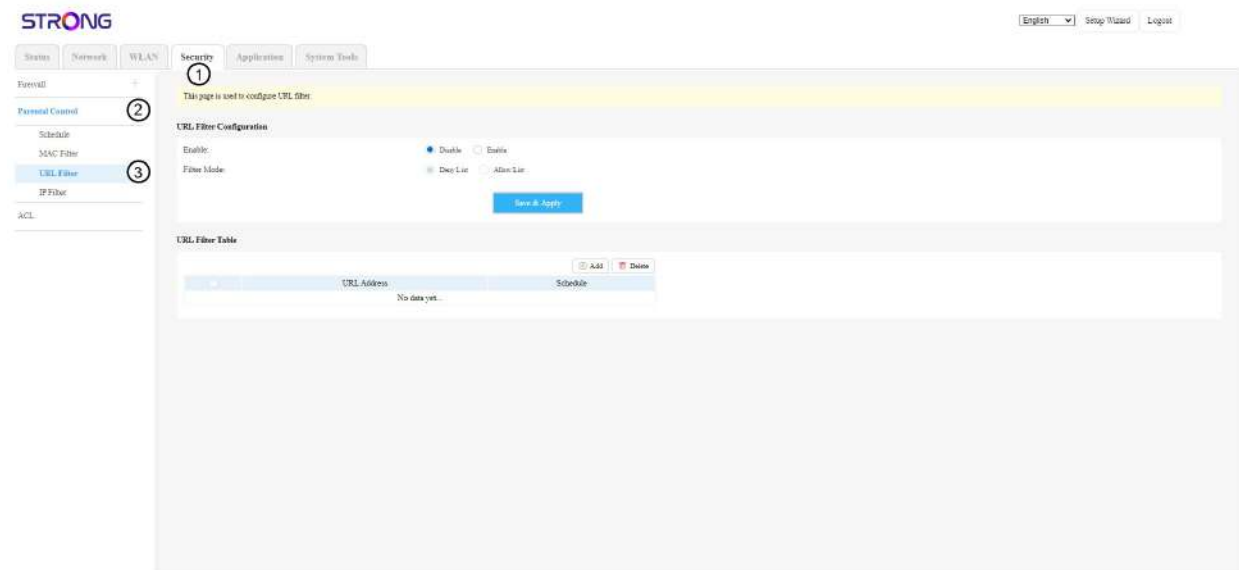 STRONG
English Setup Wizard Logout
Status Network WLAN Security Application System Tools
1
Firewall +
This page is used to configure URL filter.
Parental Control 2
URL Filter Configuration
Schedule
Enable: Disable Enable
MAC Filter
Filter Mode: Deny List Allow List
URL Filter 3
IP Filter
Save & Apply
ACL
URL Filter Table
Add Delete
URL Address Schedule
No data yet...